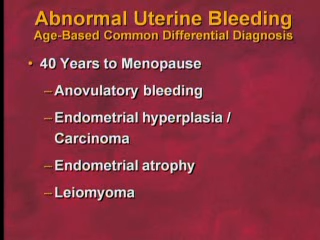 Abnormal Uterine Bleeding
Age-Based Common Differential Diagnosis
• 40 Years to Menopause
– Anovulatory bleeding
– Endometrial hyperplasia /
Carcinoma
– Endometrial atrophy
– Leiomyoma